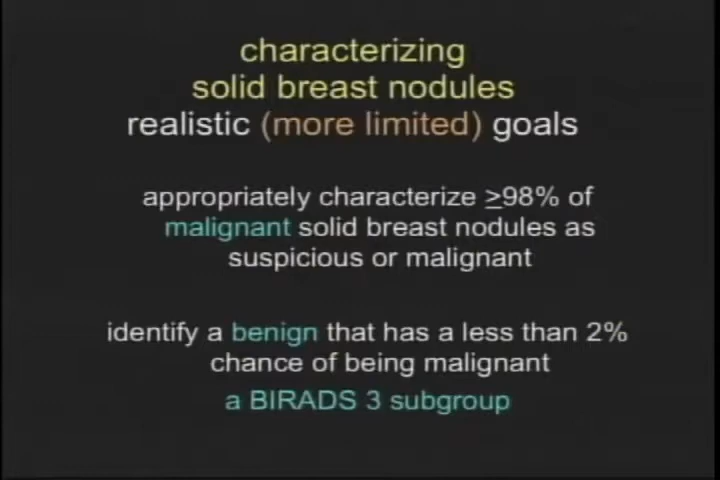 characterizing
solid breast nodules
realistic (more limited) goals
appropriately characterize ≥98% of
malignant solid breast nodules as
suspicious or malignant
identify a benign that has a less than 2%
chance of being malignant
a BIRADS 3 subgroup